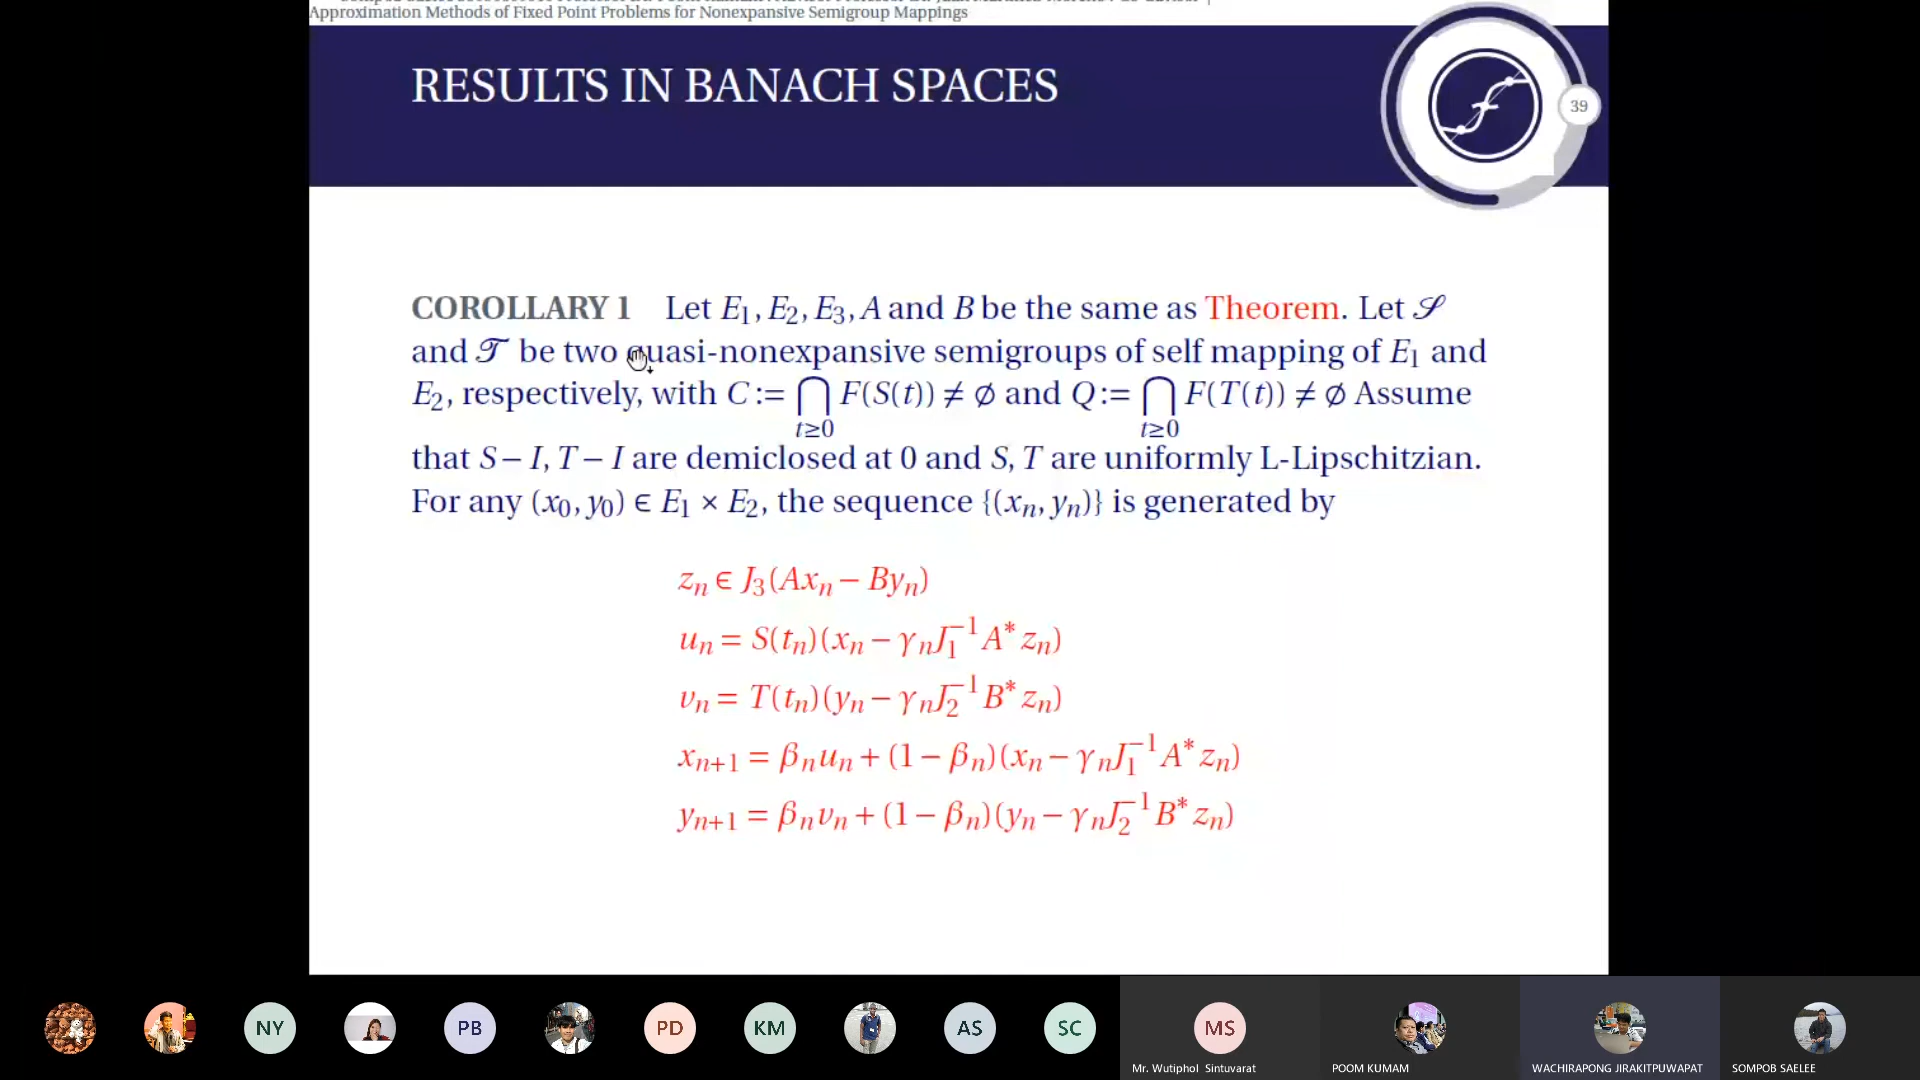 Approximation Methods of Fixed Point Problems for Nonexpansive Semigroup Mappings
RESULTS IN BANACH SPACES
39
COROLLARY 1 Let E₁, E₂, E₃, A and B be the same as Theorem. Let 𝒮
and 𝒯 be two quasi-nonexpansive semigroups of self mapping of E₁ and
E₂, respectively, with C := ⋂_{t≥0} F(S(t)) ≠ ∅ and Q := ⋂_{t≥0} F(T(t)) ≠ ∅ Assume
that S − I, T − I are demiclosed at 0 and S, T are uniformly L-Lipschitzian.
For any (x₀, y₀) ∈ E₁ × E₂, the sequence {(xₙ, yₙ)} is generated by
zₙ ∈ J₃(Axₙ − Byₙ)
uₙ = S(tₙ)(xₙ − γₙJ₁⁻¹A*zₙ)
vₙ = T(tₙ)(yₙ − γₙJ₂⁻¹B*zₙ)
xₙ₊₁ = βₙuₙ + (1 − βₙ)(xₙ − γₙJ₁⁻¹A*zₙ)
yₙ₊₁ = βₙvₙ + (1 − βₙ)(yₙ − γₙJ₂⁻¹B*zₙ)
NY PB PD KM AS SC MS
Mr. Wutiphol Sintuvarat POOM KUMAM WACHIRAPONG JIRAKITPUWAPAT SOMPOB SAELEE